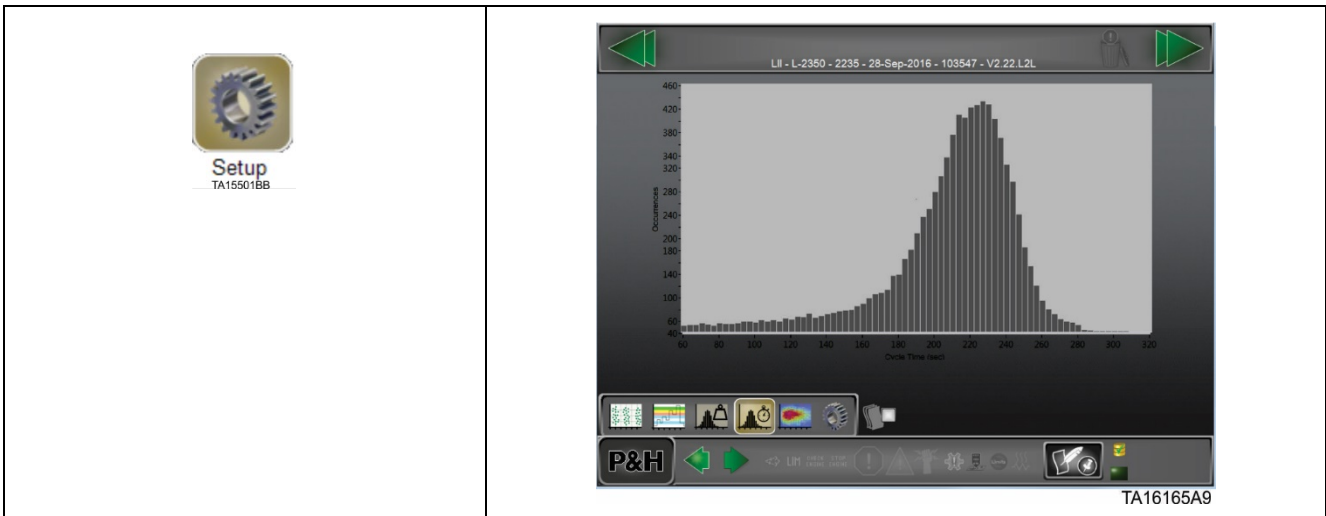 Setup
TA15501BB
LII - L-2350 - 2235 - 28-Sep-2016 - 103547 - V2.22.L2L
460
420
380
340
320
280
240
200
180
140
100
60
40
Occurrences
60 80 100 120 140 160 180 200 220 240 260 280 300 320
Cycle Time (sec)
P&H
LIM
TA16165A9